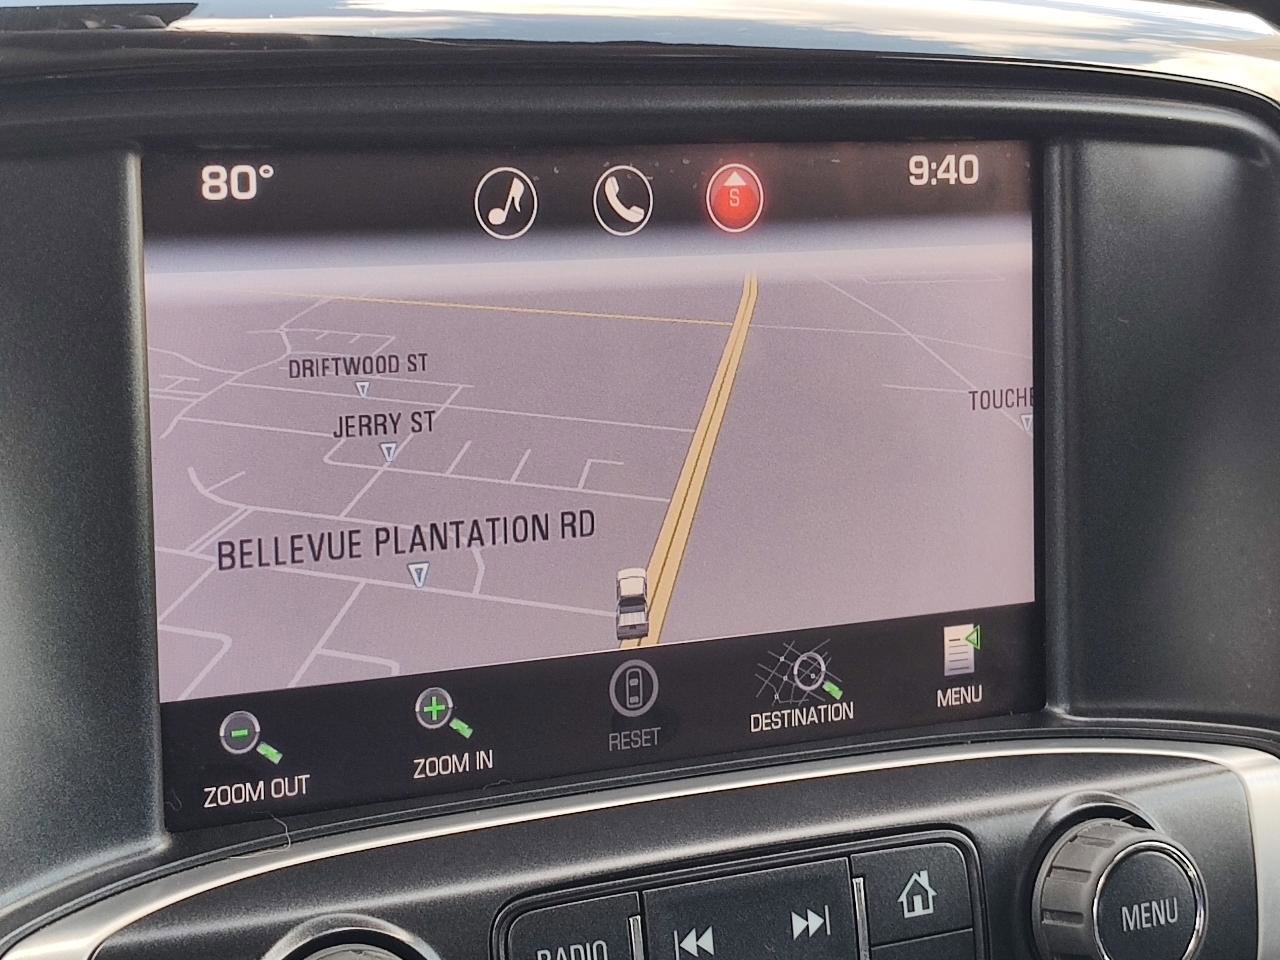 80°
S
9:40
DRIFTWOOD ST
JERRY ST
TOUCHE
BELLEVUE PLANTATION RD
ZOOM OUT
ZOOM IN
RESET
DESTINATION
MENU
RADIO
MENU